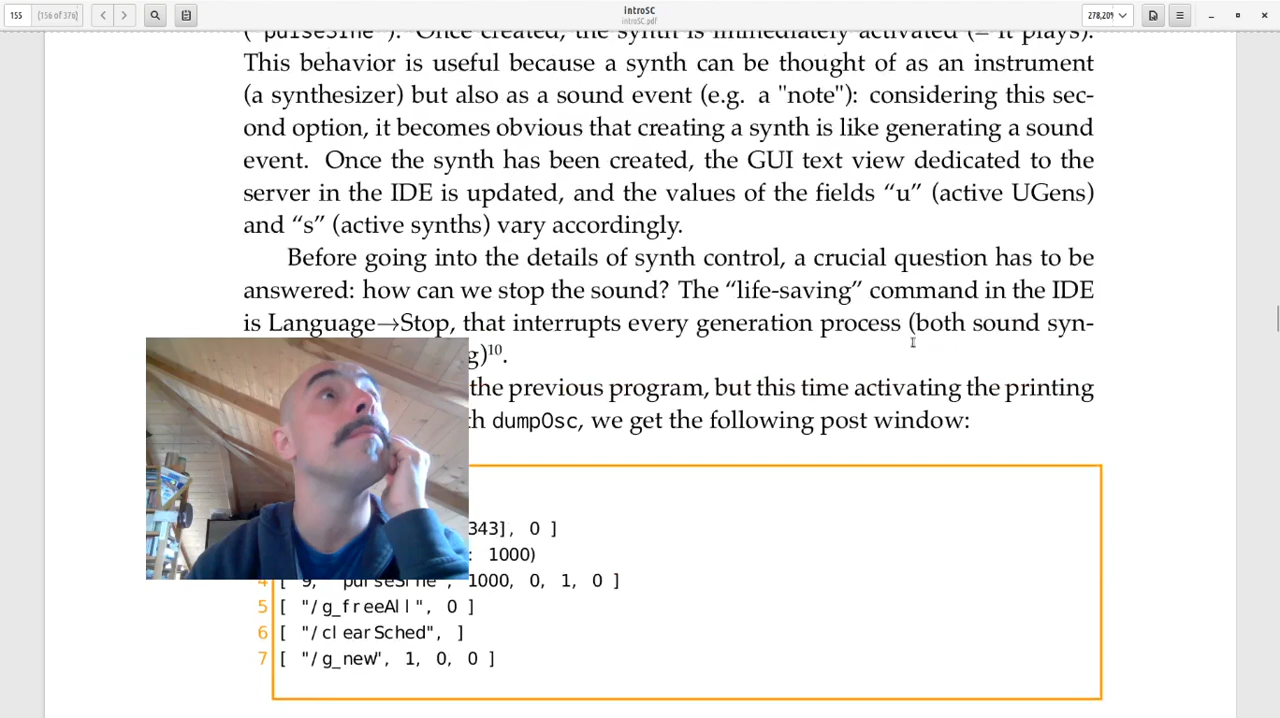 155 (156 of 376) introSC 278,20%
introSC.pdf
("pulseSine"). Once created, the synth is immediately activated (= it plays).
This behavior is useful because a synth can be thought of as an instrument
(a synthesizer) but also as a sound event (e.g. a "note"): considering this sec-
ond option, it becomes obvious that creating a synth is like generating a sound
event. Once the synth has been created, the GUI text view dedicated to the
server in the IDE is updated, and the values of the fields “u” (active UGens)
and “s” (active synths) vary accordingly.
Before going into the details of synth control, a crucial question has to be
answered: how can we stop the sound? The “life-saving” command in the IDE
is Language→Stop, that interrupts every generation process (both sound syn-
g)10.
the previous program, but this time activating the printing
th dumpOsc, we get the following post window:
343], 0 ]
: 1000)
4 [ 9, "pulseSine", 1000, 0, 1, 0 ]
5 [ "/g_freeAll", 0 ]
6 [ "/clearSched", ]
7 [ "/g_new", 1, 0, 0 ]